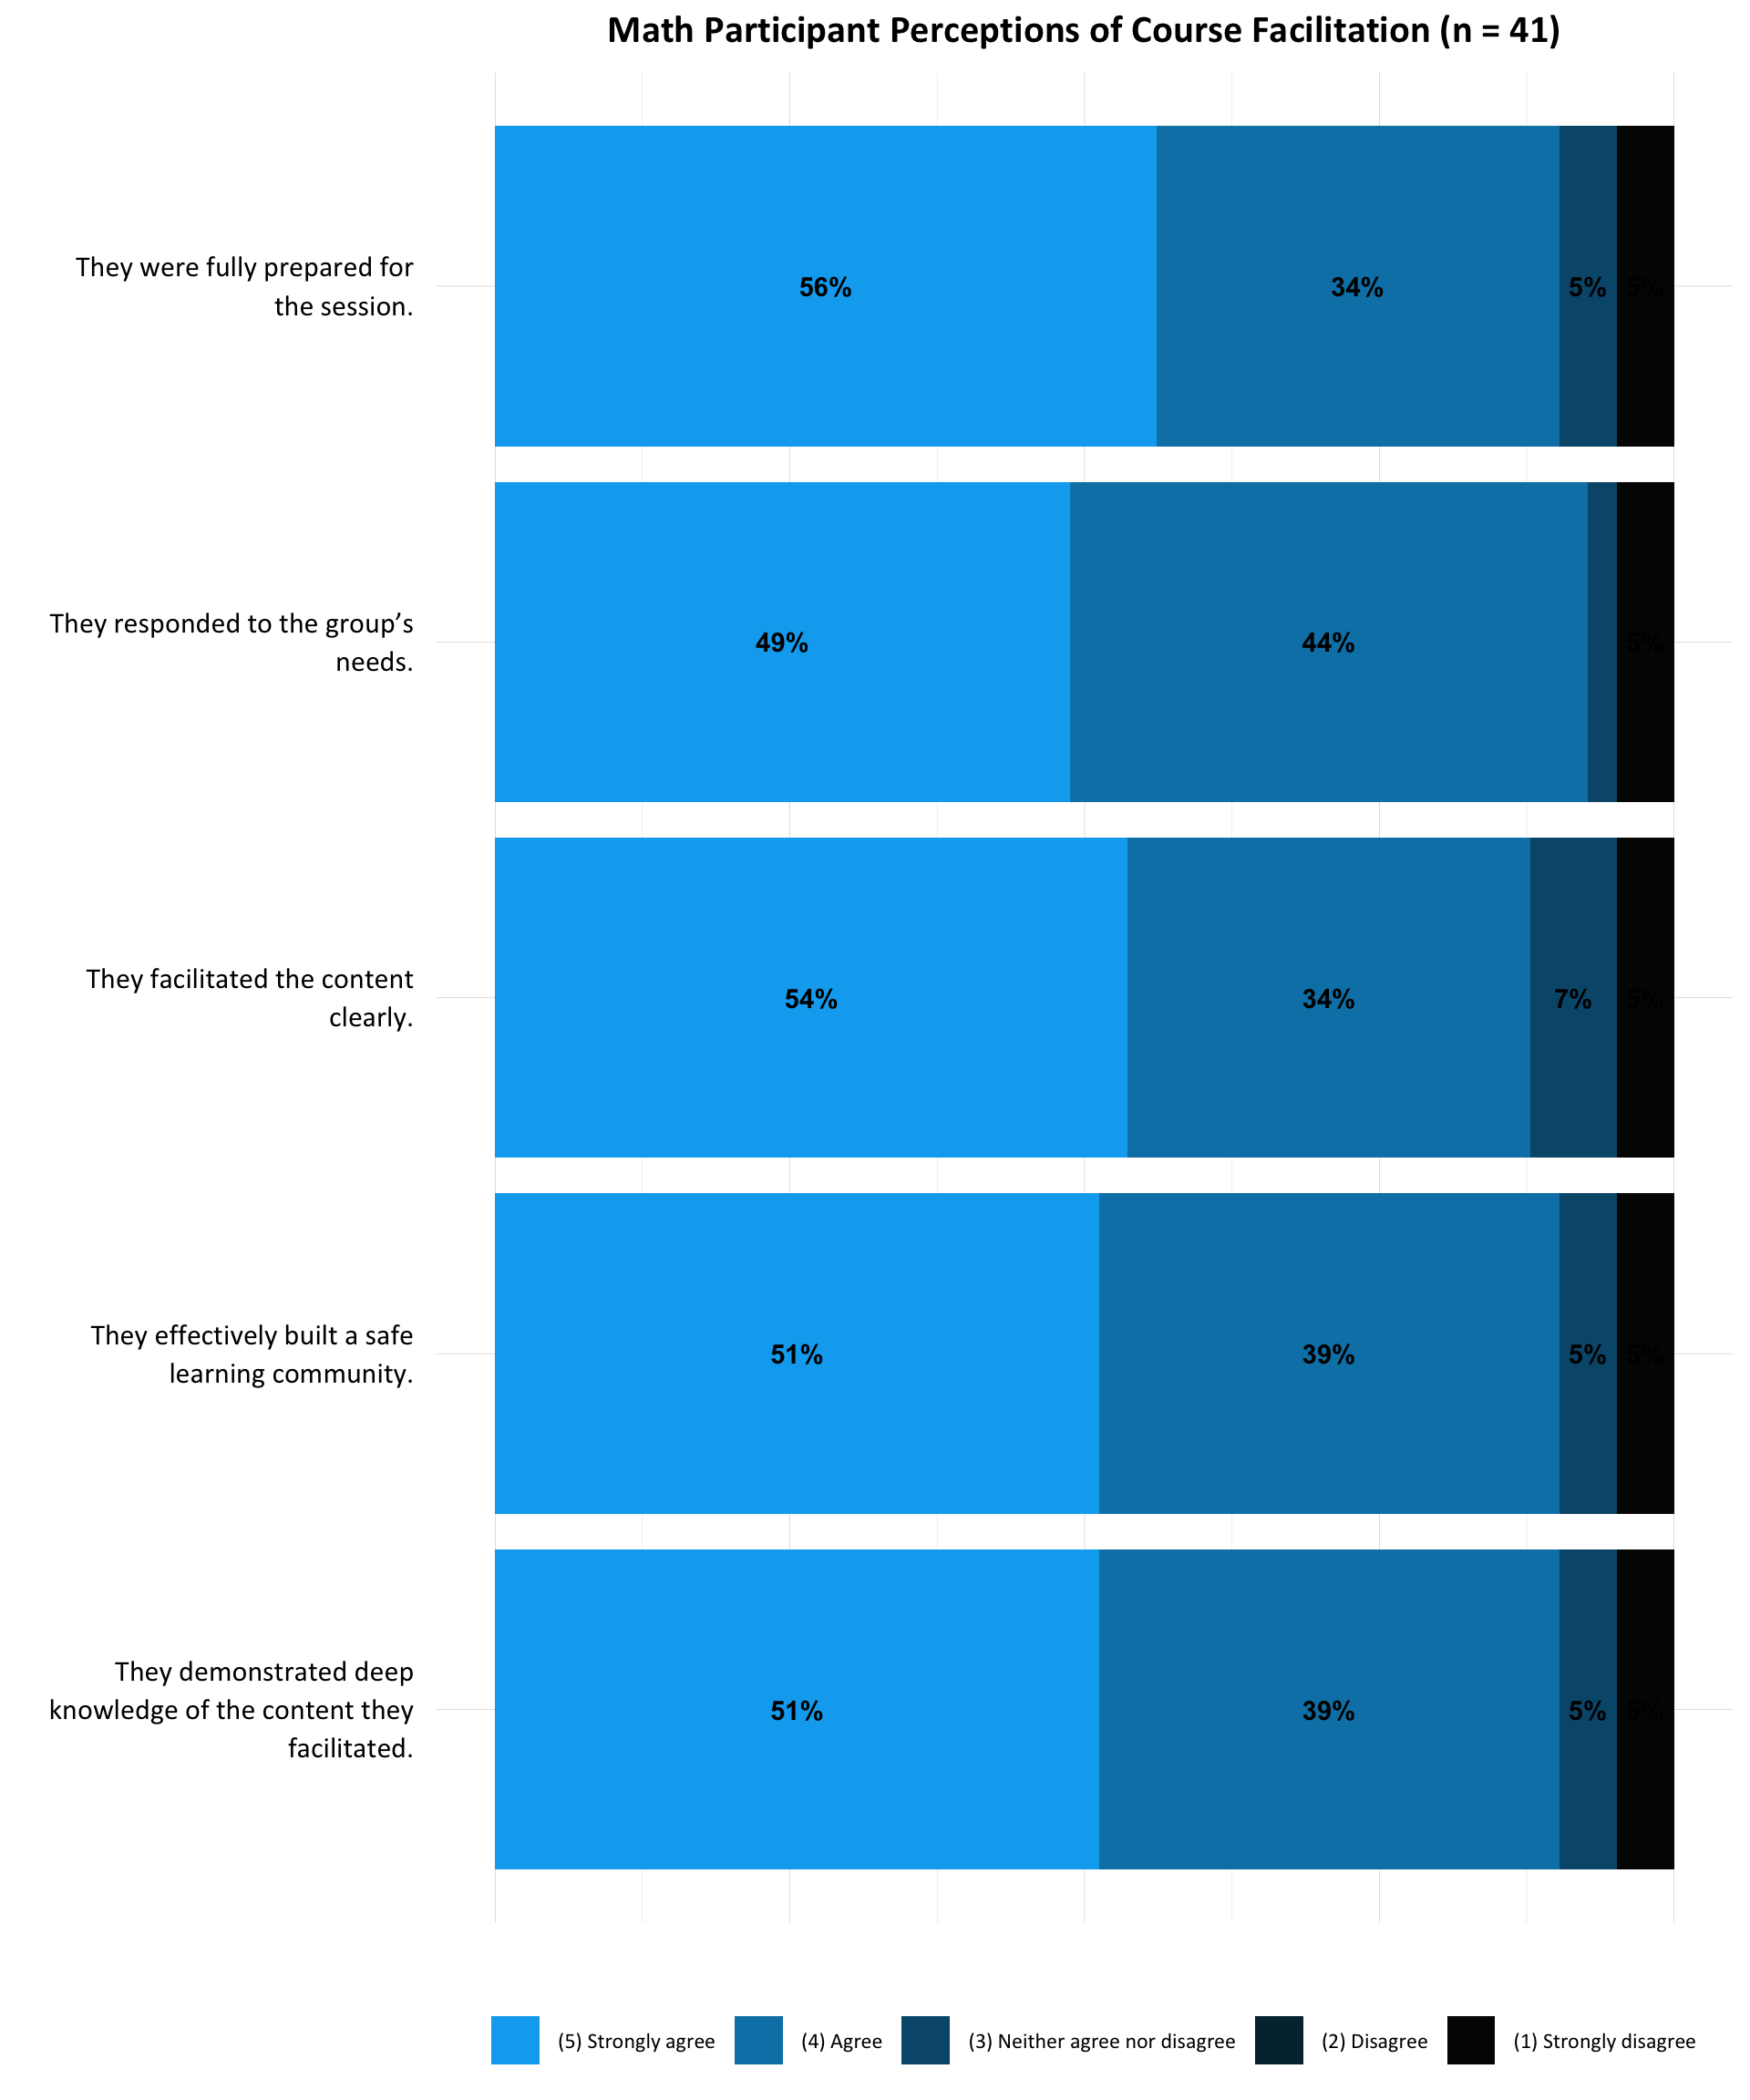 Math Participant Perceptions of Course Facilitation (n = 41)
They were fully prepared for
the session.
56% 34% 5% 5%
They responded to the group’s
needs.
49% 44% 5%
They facilitated the content
clearly.
54% 34% 7% 5%
They effectively built a safe
learning community.
51% 39% 5% 5%
They demonstrated deep
knowledge of the content they
facilitated.
51% 39% 5% 5%
(5) Strongly agree (4) Agree (3) Neither agree nor disagree (2) Disagree (1) Strongly disagree